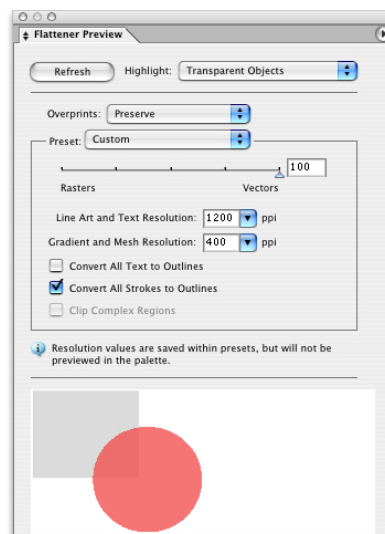 Flattener Preview
Refresh Highlight: Transparent Objects
Overprints: Preserve
Preset: Custom
100
Rasters Vectors
Line Art and Text Resolution: 1200 ppi
Gradient and Mesh Resolution: 400 ppi
Convert All Text to Outlines
Convert All Strokes to Outlines
Clip Complex Regions
Resolution values are saved within presets, but will not be
previewed in the palette.